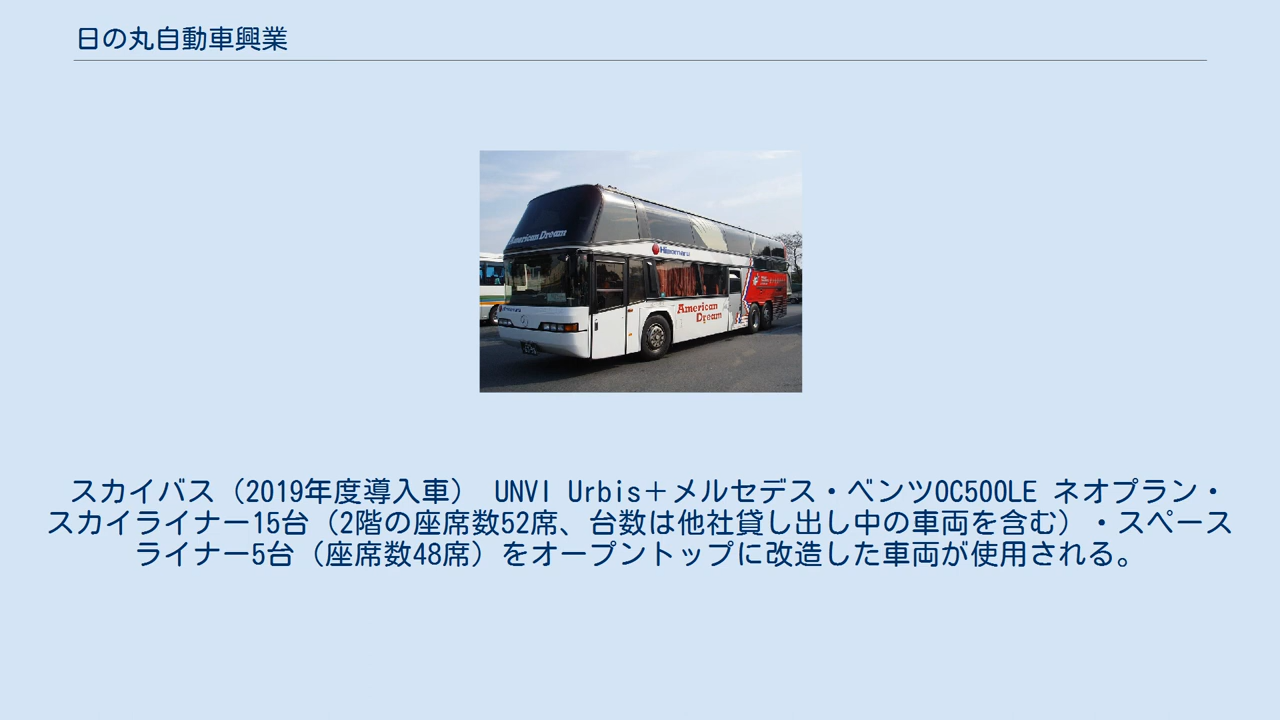 日の丸自動車興業
American Dream
Hinomaru
American
Dream
スカイバス（2019年度導入車） UNVI Urbis＋メルセデス・ベンツOC500LE ネオプラン・
スカイライナー15台（2階の座席数52席、台数は他社貸し出し中の車両を含む）・スペース
ライナー5台（座席数48席）をオープントップに改造した車両が使用される。